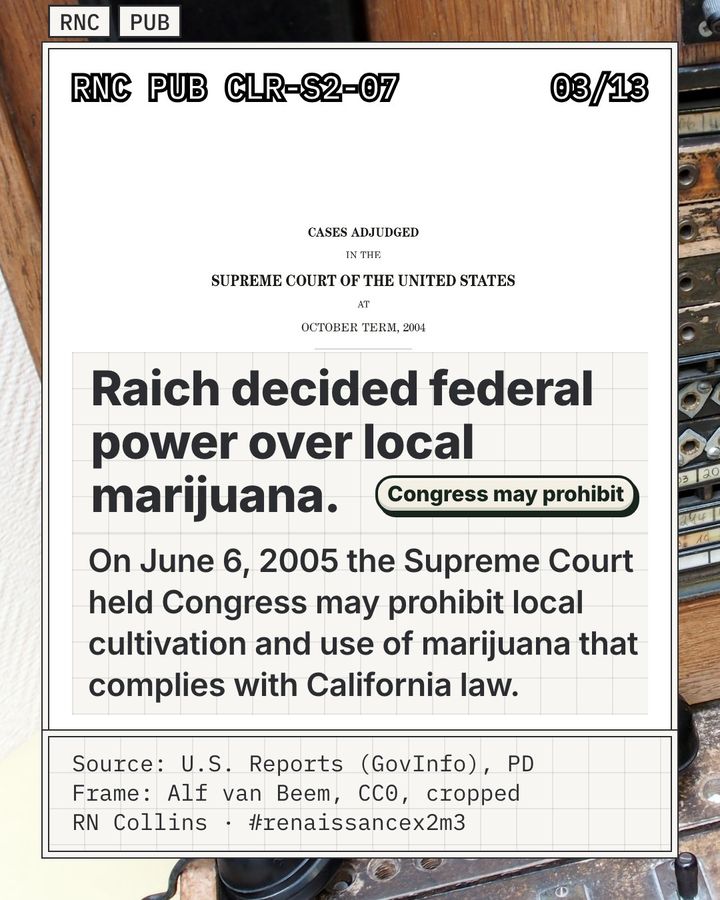 RNC PUB
RNC PUB CLR-S2-07 03/13
CASES ADJUDGED
IN THE
SUPREME COURT OF THE UNITED STATES
AT
OCTOBER TERM, 2004
Raich decided federal
power over local
marijuana.
Congress may prohibit
On June 6, 2005 the Supreme Court
held Congress may prohibit local
cultivation and use of marijuana that
complies with California law.
Source: U.S. Reports (GovInfo), PD
Frame: Alf van Beem, CC0, cropped
RN Collins · #renaissancex2m3